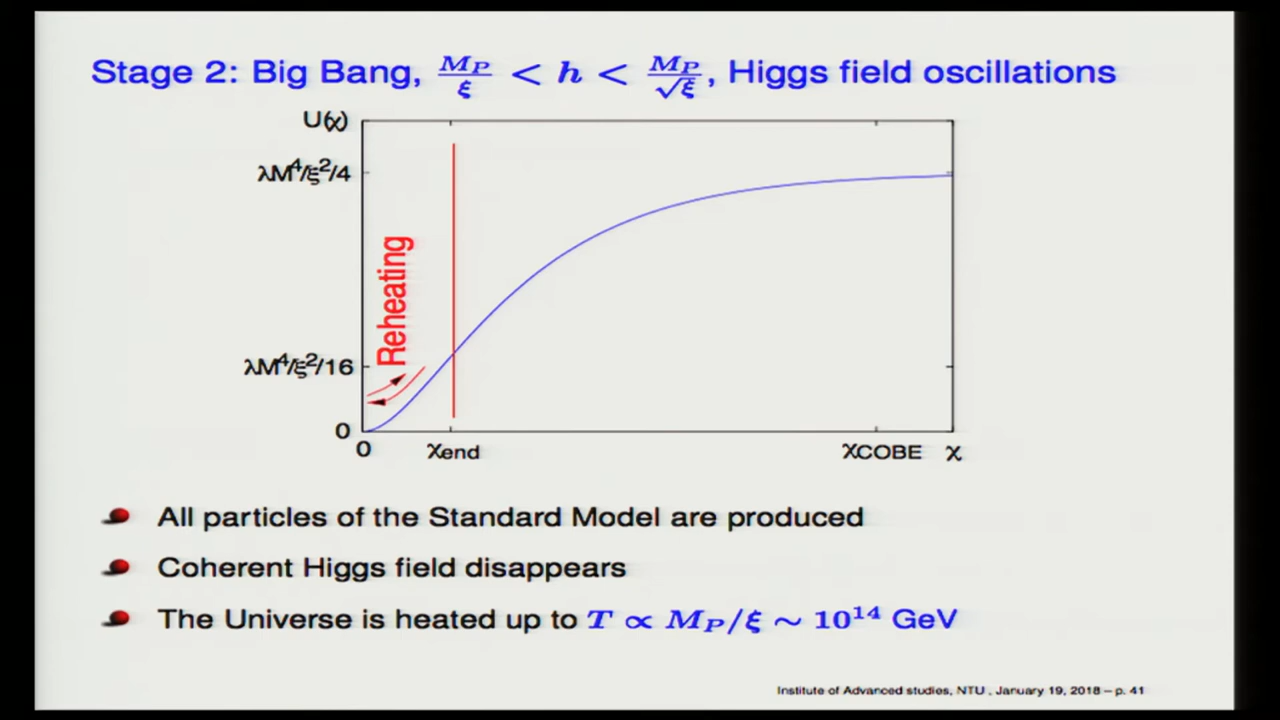 Stage 2: Big Bang, M_P/ξ < h < M_P/√ξ, Higgs field oscillations
U(χ)
λM⁴/ξ²/4
Reheating
λM⁴/ξ²/16
0
0 χend χCOBE χ
All particles of the Standard Model are produced
Coherent Higgs field disappears
The Universe is heated up to T ∝ M_P/ξ ∼ 10¹⁴ GeV
Institute of Advanced studies, NTU , January 19, 2018 – p. 41